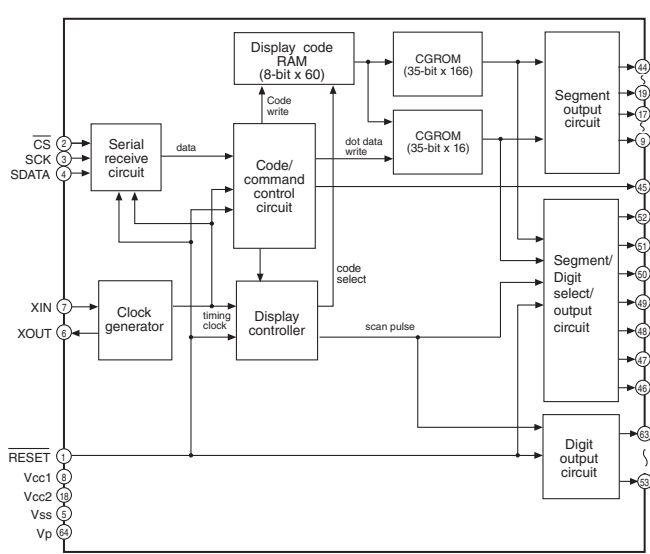 Display code
RAM
(8-bit x 60)
CGROM
(35-bit x 166)
Segment
output
circuit
44
19
17
9
Code
write
CS
2
SCK
3
SDATA
4
Serial
receive
circuit
data
Code/
command
control
circuit
dot data
write
CGROM
(35-bit x 16)
45
52
51
50
49
48
47
46
Segment/
Digit
select/
output
circuit
code
select
XIN
7
XOUT
6
Clock
generator
timing
clock
Display
controller
scan pulse
RESET
1
Vcc1
8
Vcc2
18
Vss
5
Vp
64
Digit
output
circuit
63
53